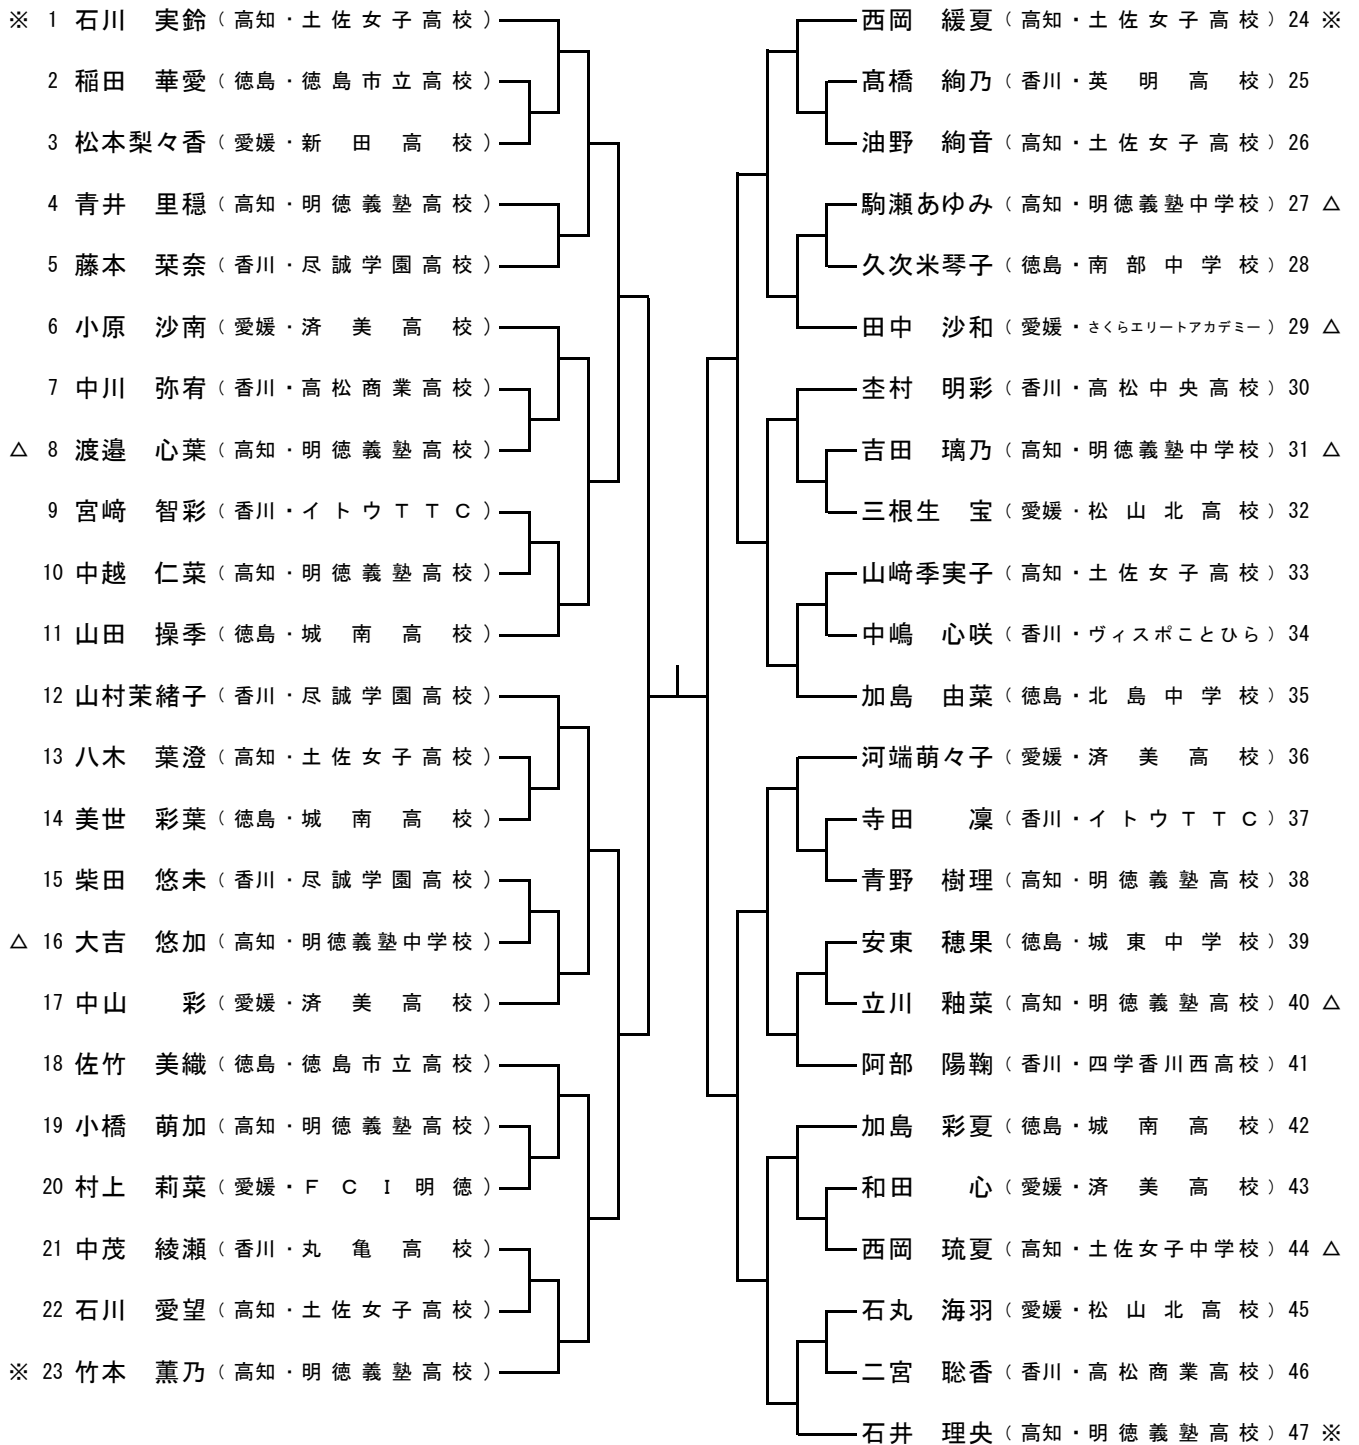 ※ 1 石川 実鈴 ( 高知 ・ 土佐女子高校 )
2 稲田 華愛 ( 徳島 ・ 徳島市立高校 )
3 松本梨々香 ( 愛媛 ・ 新田高校 )
4 青井 里穏 ( 高知 ・ 明徳義塾高校 )
5 藤本 栞奈 ( 香川 ・ 尽誠学園高校 )
6 小原 沙南 ( 愛媛 ・ 済美高校 )
7 中川 弥宥 ( 香川 ・ 高松商業高校 )
△ 8 渡邉 心葉 ( 高知 ・ 明徳義塾高校 )
9 宮﨑 智彩 ( 香川 ・ イトウTTC )
10 中越 仁菜 ( 高知 ・ 明徳義塾高校 )
11 山田 操季 ( 徳島 ・ 城南高校 )
12 山村茉緒子 ( 香川 ・ 尽誠学園高校 )
13 八木 葉澄 ( 高知 ・ 土佐女子高校 )
14 美世 彩葉 ( 徳島 ・ 城南高校 )
15 柴田 悠未 ( 香川 ・ 尽誠学園高校 )
△ 16 大吉 悠加 ( 高知 ・ 明徳義塾中学校 )
17 中山 彩 ( 愛媛 ・ 済美高校 )
18 佐竹 美織 ( 徳島 ・ 徳島市立高校 )
19 小橋 萌加 ( 高知 ・ 明徳義塾高校 )
20 村上 莉菜 ( 愛媛 ・ FCI明徳 )
21 中茂 綾瀬 ( 香川 ・ 丸亀高校 )
22 石川 愛望 ( 高知 ・ 土佐女子高校 )
※ 23 竹本 薫乃 ( 高知 ・ 明徳義塾高校 )
西岡 緩夏 ( 高知 ・ 土佐女子高校 ) 24 ※
髙橋 絢乃 ( 香川 ・ 英明高校 ) 25
油野 絢音 ( 高知 ・ 土佐女子高校 ) 26
駒瀬あゆみ ( 高知 ・ 明徳義塾中学校 ) 27 △
久次米琴子 ( 徳島 ・ 南部中学校 ) 28
田中 沙和 ( 愛媛 ・ さくらエリートアカデミー ) 29 △
杢村 明彩 ( 香川 ・ 高松中央高校 ) 30
吉田 璃乃 ( 高知 ・ 明徳義塾中学校 ) 31 △
三根生 宝 ( 愛媛 ・ 松山北高校 ) 32
山﨑季実子 ( 高知 ・ 土佐女子高校 ) 33
中嶋 心咲 ( 香川 ・ ヴィスポことひら ) 34
加島 由菜 ( 徳島 ・ 北島中学校 ) 35
河端萌々子 ( 愛媛 ・ 済美高校 ) 36
寺田 凜 ( 香川 ・ イトウTTC ) 37
青野 樹理 ( 高知 ・ 明徳義塾高校 ) 38
安東 穂果 ( 徳島 ・ 城東中学校 ) 39
立川 釉菜 ( 高知 ・ 明徳義塾高校 ) 40 △
阿部 陽鞠 ( 香川 ・ 四学香川西高校 ) 41
加島 彩夏 ( 徳島 ・ 城南高校 ) 42
和田 心 ( 愛媛 ・ 済美高校 ) 43
西岡 琉夏 ( 高知 ・ 土佐女子中学校 ) 44 △
石丸 海羽 ( 愛媛 ・ 松山北高校 ) 45
二宮 聡香 ( 香川 ・ 高松商業高校 ) 46
石井 理央 ( 高知 ・ 明徳義塾高校 ) 47 ※